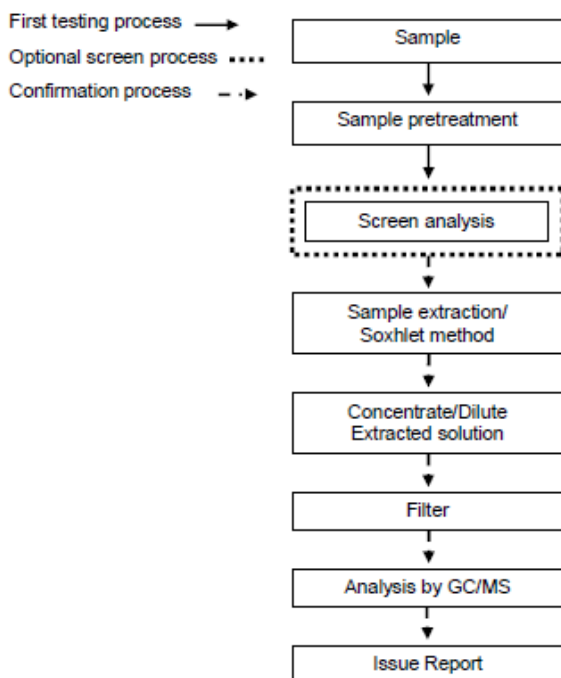 First testing process
Optional screen process
Confirmation process
Sample
Sample pretreatment
Screen analysis
Sample extraction/
Soxhlet method
Concentrate/Dilute
Extracted solution
Filter
Analysis by GC/MS
Issue Report